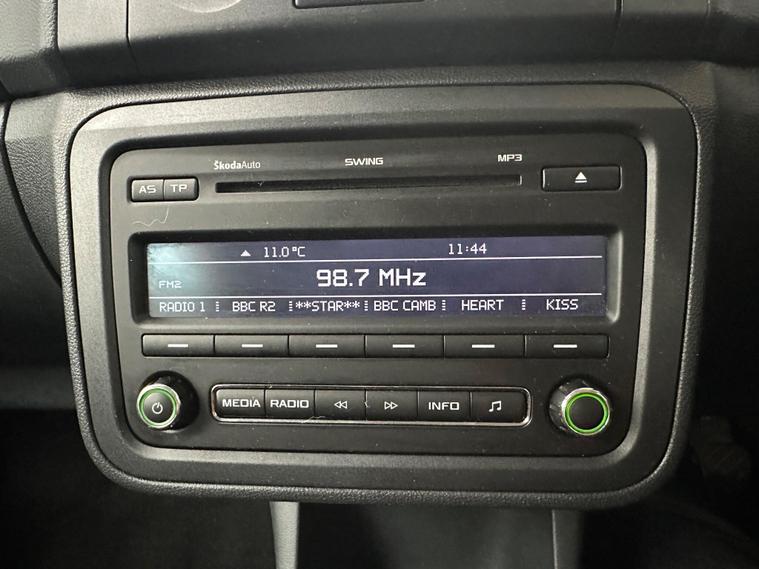 ŠkodaAuto SWING MP3
AS TP
11.0°C 11:44
98.7 MHz
FM2
RADIO 1 BBC R2 **STAR** BBC CAMB HEART KISS
MEDIA RADIO INFO